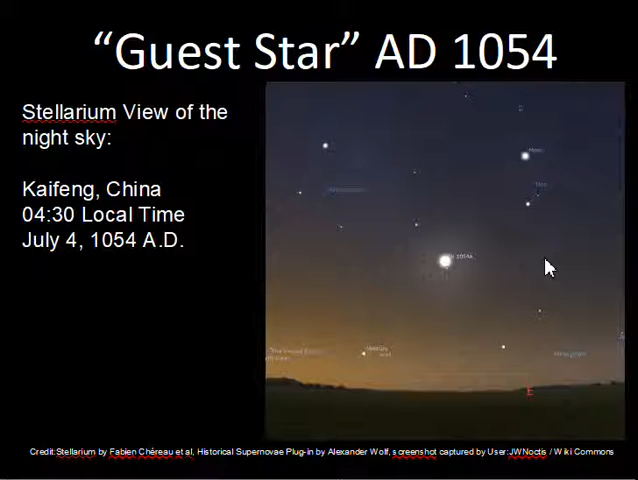 “Guest Star” AD 1054
Stellarium View of the
night sky:
Kaifeng, China
04:30 Local Time
July 4, 1054 A.D.
Moon
Mercury
E
Credit:Stellarium by Fabien Chéreau et al, Historical Supernovae Plug-in by Alexander Wolf, screenshot captured by User:JWNoctis / Wiki Commons